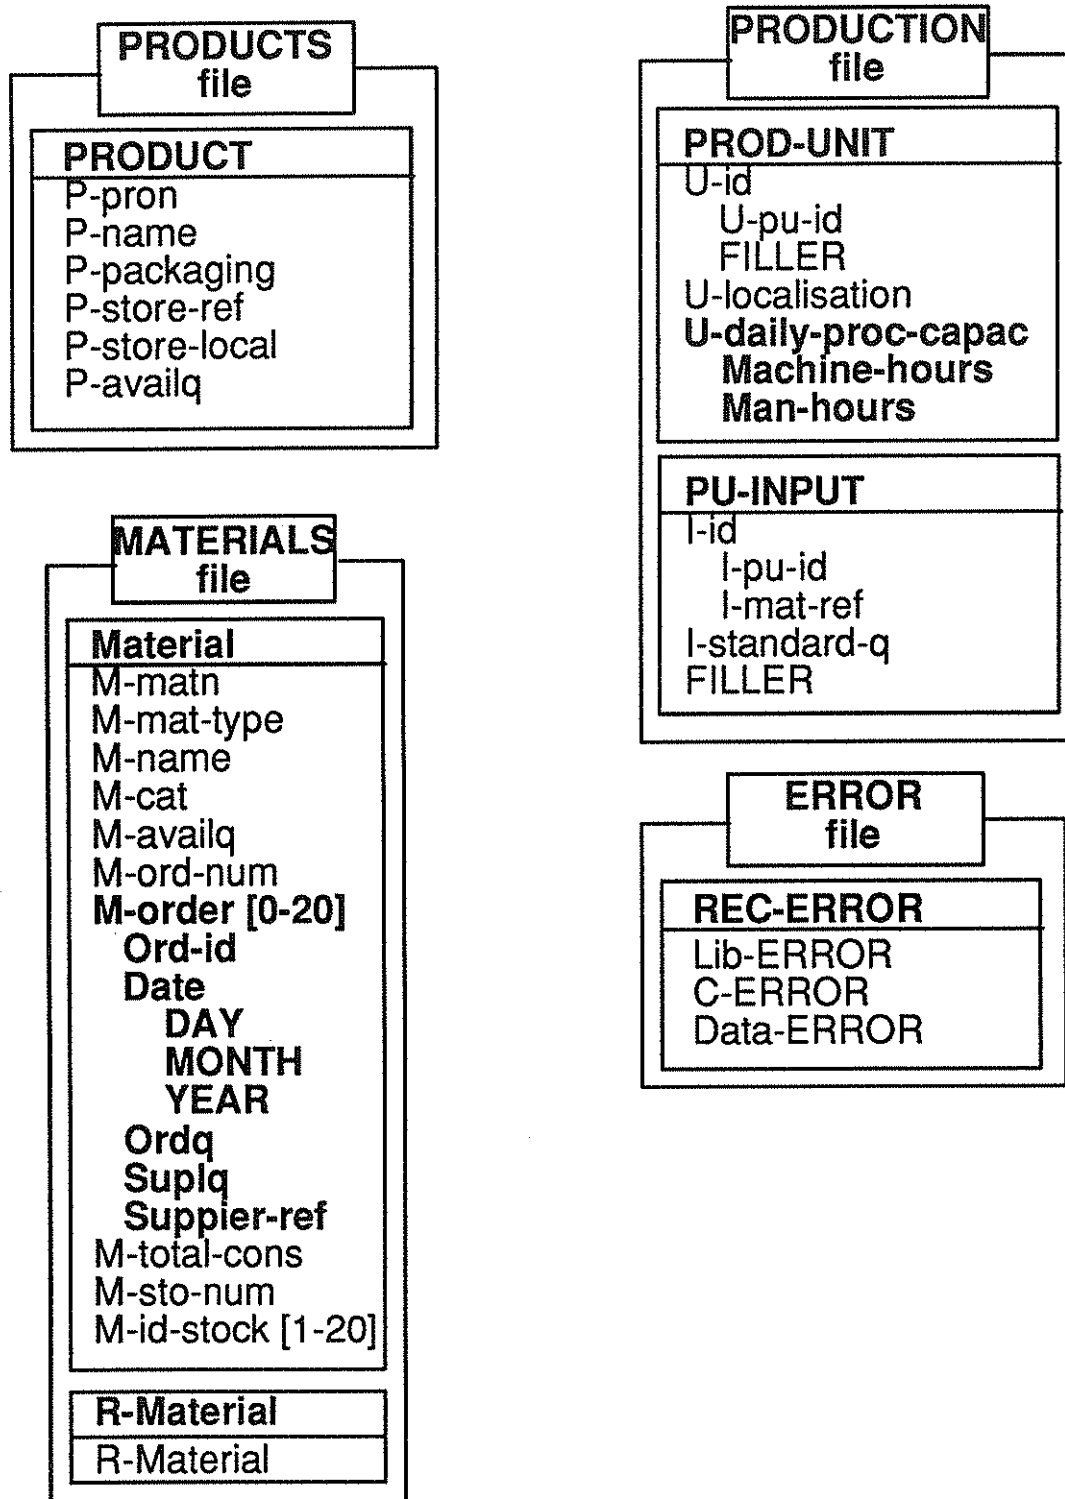 PRODUCTS
file
PRODUCT
P-pron
P-name
P-packaging
P-store-ref
P-store-local
P-availq
MATERIALS
file
Material
M-matn
M-mat-type
M-name
M-cat
M-availq
M-ord-num
M-order [0-20]
Ord-id
Date
DAY
MONTH
YEAR
Ordq
Suplq
Suppier-ref
M-total-cons
M-sto-num
M-id-stock [1-20]
R-Material
R-Material
PRODUCTION
file
PROD-UNIT
U-id
U-pu-id
FILLER
U-localisation
U-daily-proc-capac
Machine-hours
Man-hours
PU-INPUT
I-id
I-pu-id
I-mat-ref
I-standard-q
FILLER
ERROR
file
REC-ERROR
Lib-ERROR
C-ERROR
Data-ERROR